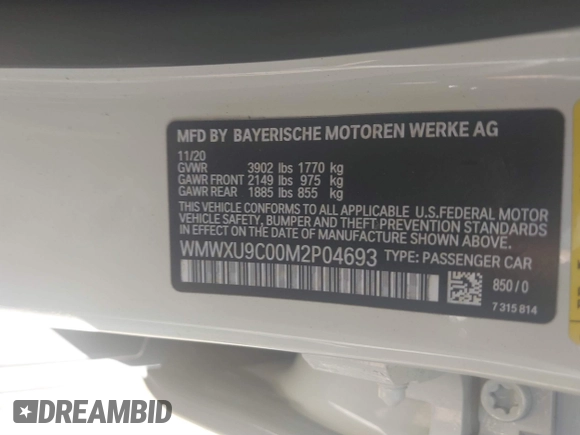 MFD BY BAYERISCHE MOTOREN WERKE AG
11/20
GVWR 3902 lbs 1770 kg
GAWR FRONT 2149 lbs 975 kg
GAWR REAR 1885 lbs 855 kg
THIS VEHICLE CONFORMS TO ALL APPLICABLE U.S.FEDERAL MOTOR
VEHICLE SAFETY, BUMPER AND THEFT PREVENTION STANDARDS
IN EFFECT ON THE DATE OF MANUFACTURE SHOWN ABOVE.
WMWXU9C00M2P04693 TYPE: PASSENGER CAR
850 / 0
7 315 814
DREAMBID